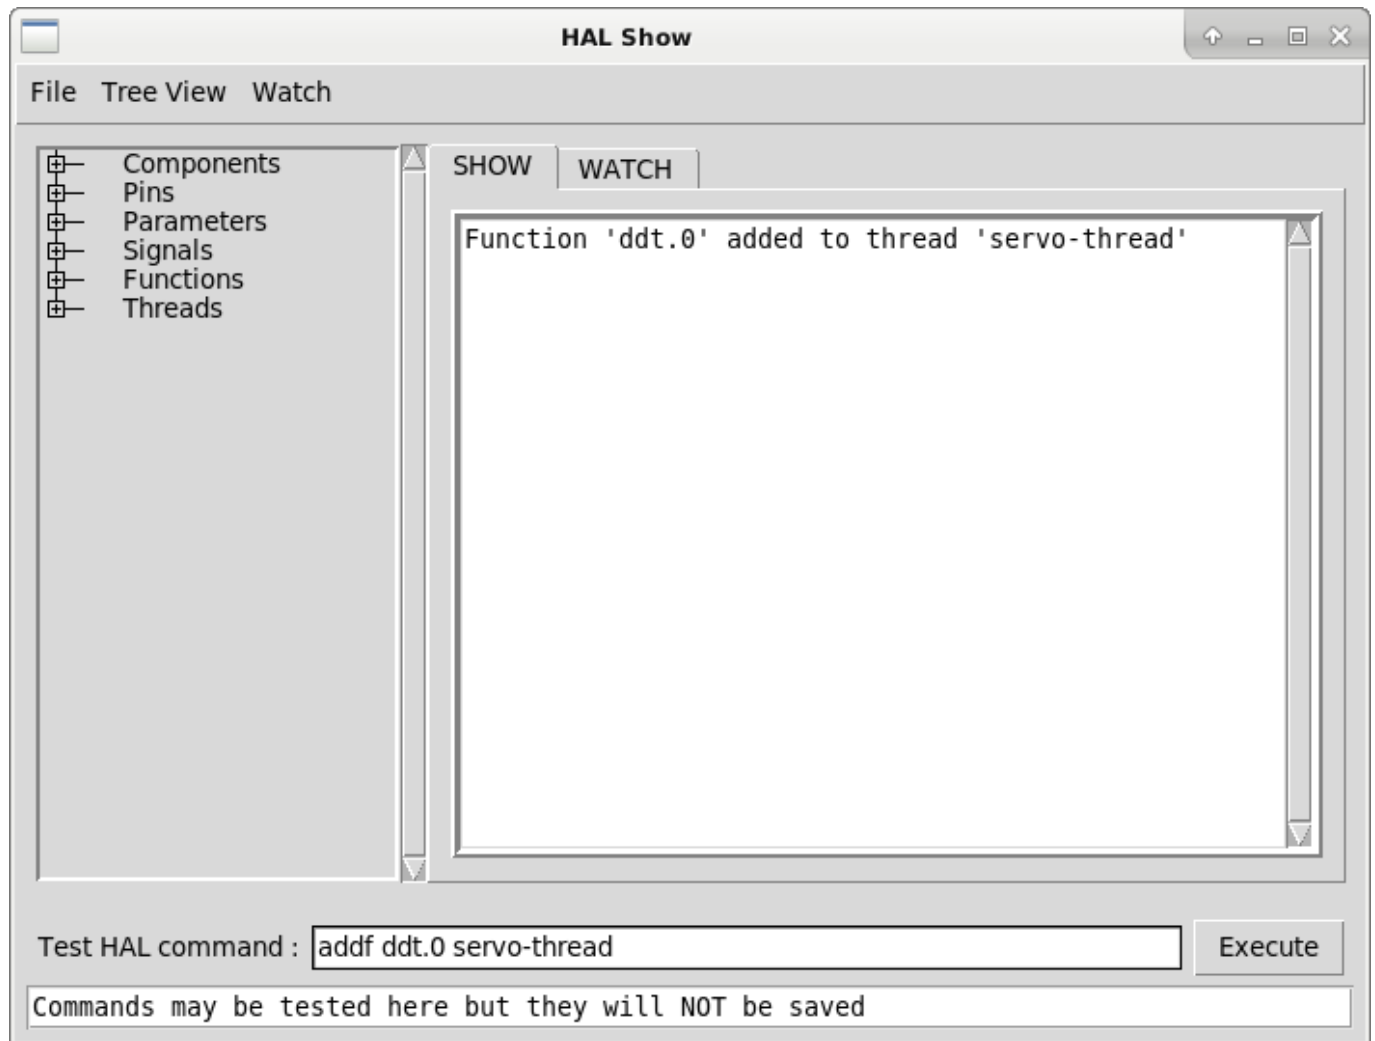 HAL Show
File Tree View Watch
Components
Pins
Parameters
Signals
Functions
Threads
SHOW WATCH
Function 'ddt.0' added to thread 'servo-thread'
Test HAL command : addf ddt.0 servo-thread Execute
Commands may be tested here but they will NOT be saved